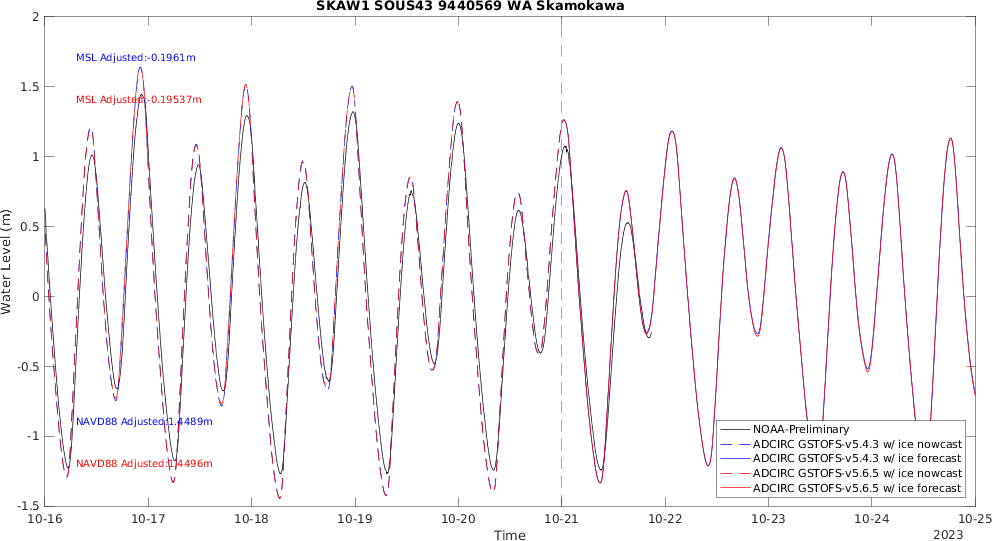 SKAW1 SOUS43 9440569 WA Skamokawa
2
1.5
1
0.5
0
-0.5
-1
-1.5
Water Level (m)
MSL Adjusted:-0.1961m
MSL Adjusted:-0.19537m
NAVD88 Adjusted:1.4489m
NAVD88 Adjusted:1.4496m
NOAA-Preliminary
ADCIRC GSTOFS-v5.4.3 w/ ice nowcast
ADCIRC GSTOFS-v5.4.3 w/ ice forecast
ADCIRC GSTOFS-v5.6.5 w/ ice nowcast
ADCIRC GSTOFS-v5.6.5 w/ ice forecast
10-16 10-17 10-18 10-19 10-20 10-21 10-22 10-23 10-24 10-25
Time
2023